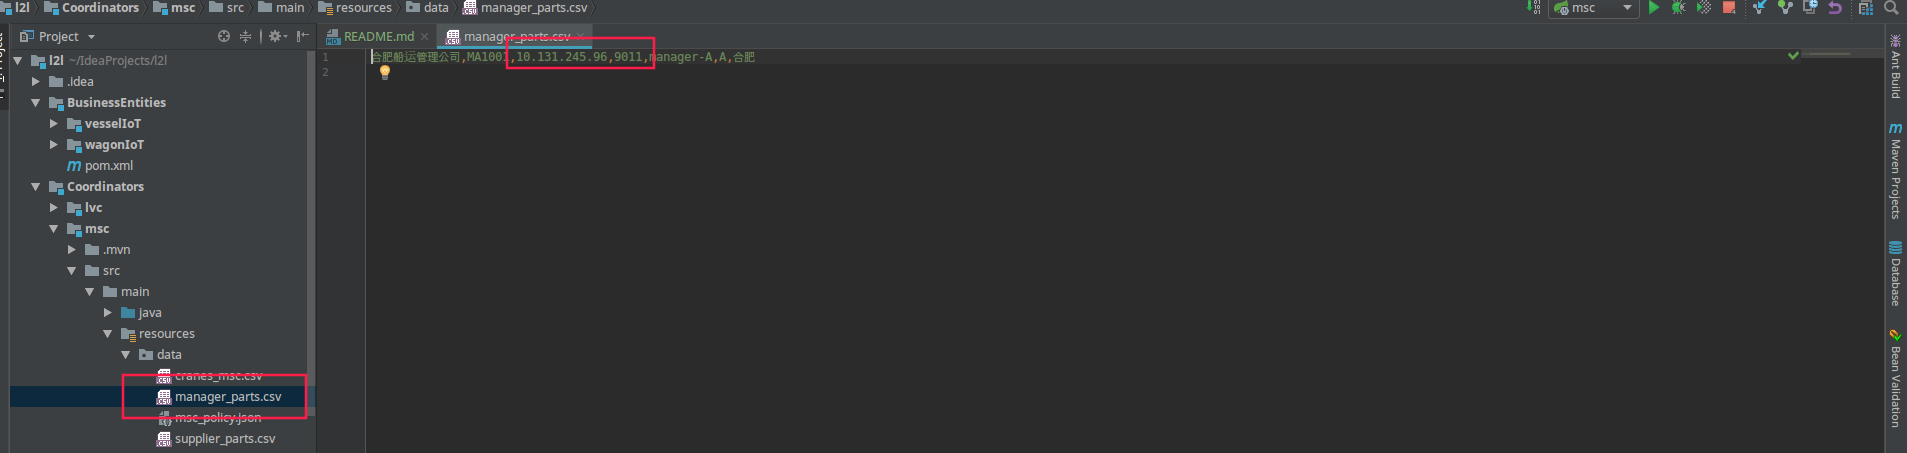 l2l Coordinators msc src main resources data manager_parts.csv
msc
Project
README.md
manager_parts.csv
1 合肥船运管理公司,MA1001,10.131.245.96,9011,manager-A,A,合肥
2
l2l ~/IdeaProjects/l2l
.idea
BusinessEntities
vesselIoT
wagonIoT
pom.xml
Coordinators
lvc
msc
.mvn
src
main
java
resources
data
cranes_msc.csv
manager_parts.csv
msc_policy.json
supplier_parts.csv
Ant Build
Maven Projects
Database
Bean Validation